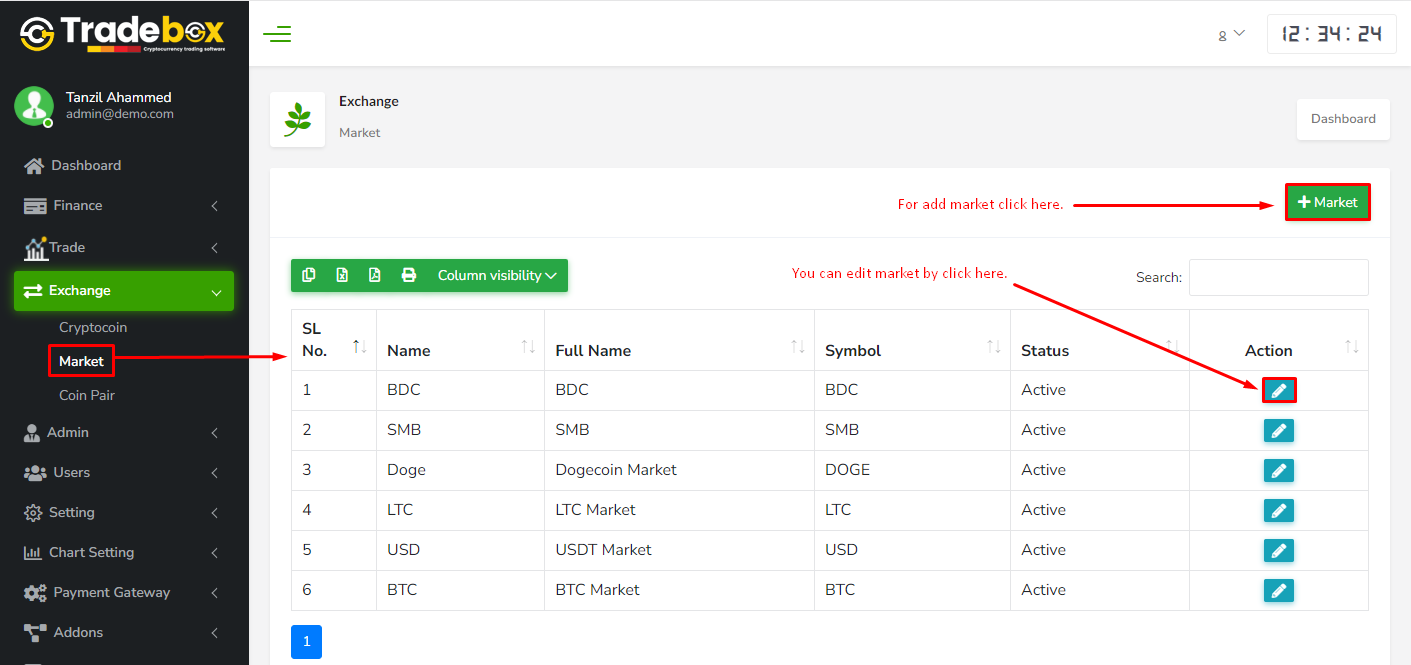 Tradebox
Cryptocurrency trading software
12:34:24
Tanzil Ahammed
admin@demo.com
Dashboard
Finance
Trade
Exchange
Cryptocoin
Market
Coin Pair
Admin
Users
Setting
Chart Setting
Payment Gateway
Addons
Exchange
Market
Dashboard
For add market click here.
Market
You can edit market by click here.
Column visibility
Search:
SL No. Name Full Name Symbol Status Action
1 BDC BDC BDC Active
2 SMB SMB SMB Active
3 Doge Dogecoin Market DOGE Active
4 LTC LTC Market LTC Active
5 USD USDT Market USD Active
6 BTC BTC Market BTC Active
1